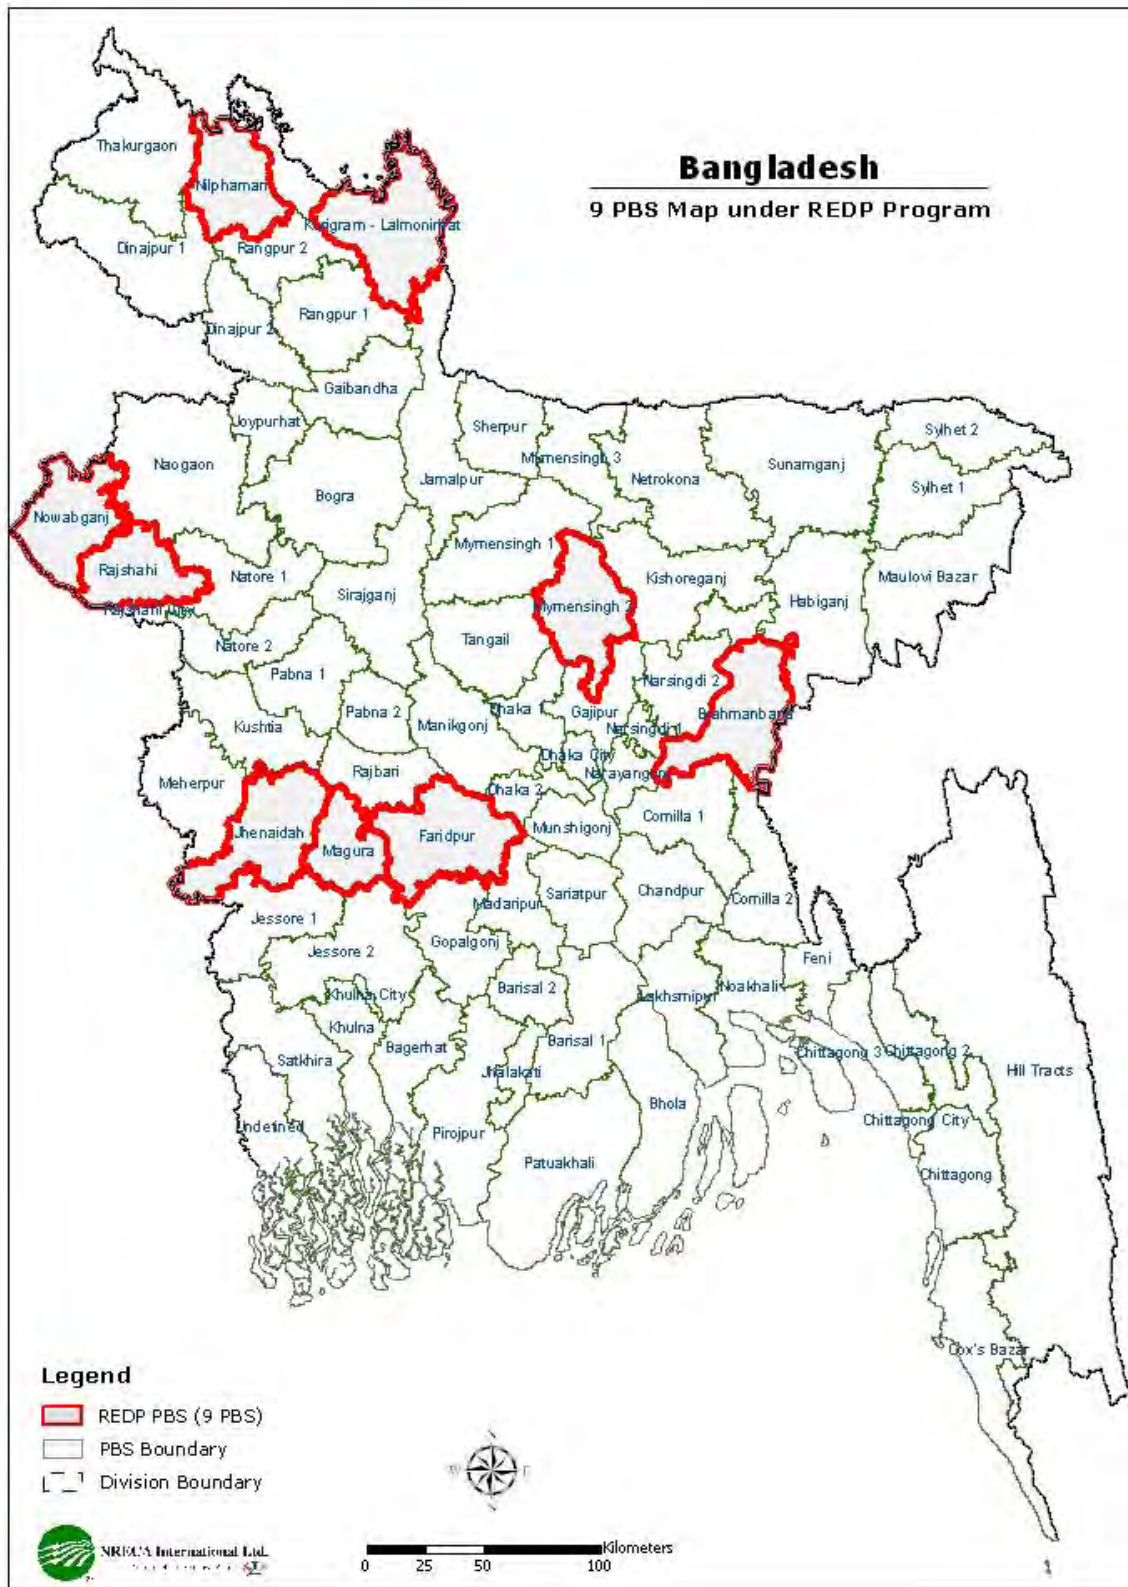 Bangladesh
9 PBS Map under REDP Program
Thakurgaon
Nilphamari
Kurigram - Lalmonirhat
Dinajpur 1
Rangpur 2
Rangpur 1
Dinajpur 2
Gaibandha
Joypurhat
Sherpur
Sylhet 2
Mymensingh 3
Naogaon
Sunamganj
Jamalpur
Netrokona
Sylhet 1
Bogra
Nowabganj
Mymensingh 1
Rajshahi
Natore 1
Kishoreganj
Maulovi Bazar
Sirajganj
Habiganj
Mymensingh 2
Tangail
Natore 2
Pabna 1
Narsingdi 2
Dhaka 1
Pabna 2
Gajipur
Kushtia
Manikgonj
Narsingdi 1
Dhaka City
Rajbari
Meherpur
Dhaka 2
Comilla 1
Munshigonj
Jhenaidah
Faridpur
Magura
Chandpur
Sariatpur
Madaripur
Comilla 2
Jessore 1
Gopalgonj
Jessore 2
Feni
Noakhali
Barisal 2
Khulna City
Lakhsmipur
Khulna
Bagerhat
Barisal 1
Chittagong 3
Chittagong 2
Satkhira
Jhalakati
Hill Tracts
Bhola
Undefined
Pirojpur
Chittagong City
Patuakhali
Chittagong
Cox's Bazar
Legend
REDP PBS (9 PBS)
PBS Boundary
Division Boundary
NRECA International Ltd.
Kilometers
0 25 50 100
1